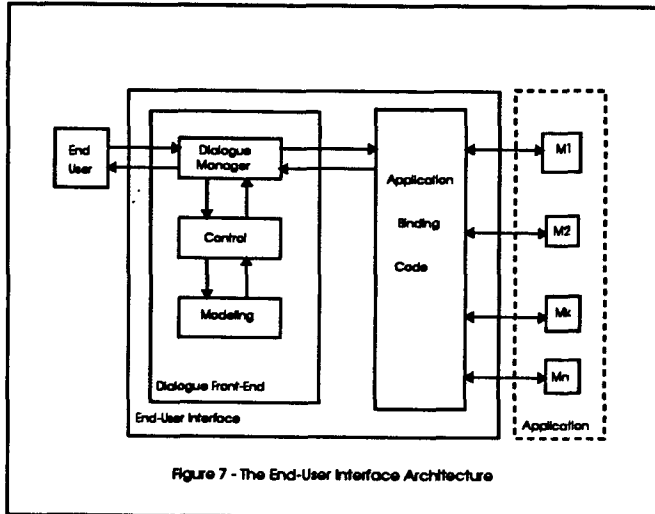 End
User
Dialogue
Manager
Control
Modeling
Dialogue Front-End
End-User Interface
Application
Binding
Code
M1
M2
Mk
Mn
Application
Figure 7 - The End-User Interface Architecture